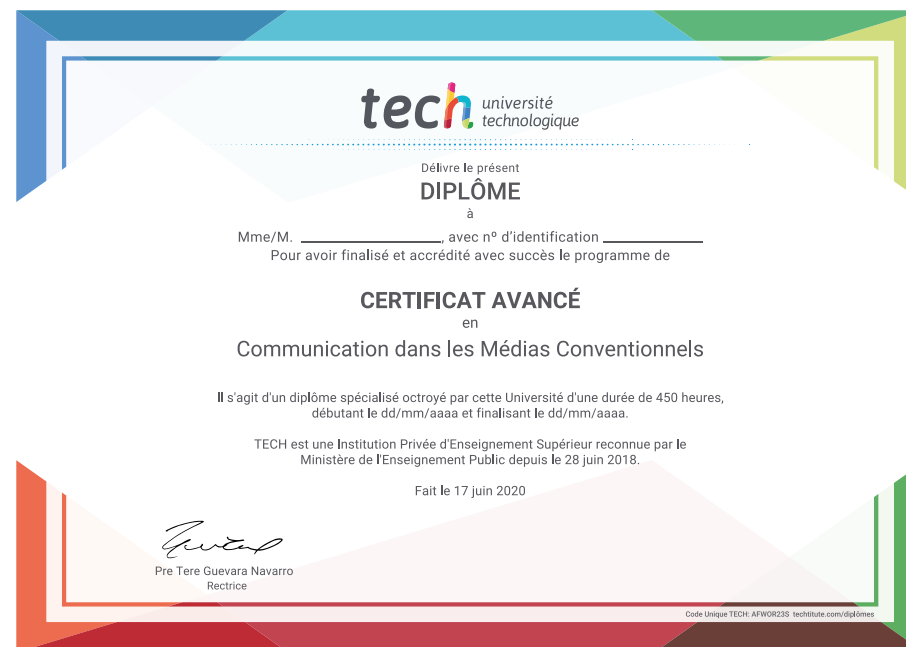 tech université
technologique
Délivre le présent
DIPLÔME
à
Mme/M. ____________________, avec nº d'identification ______________
Pour avoir finalisé et accrédité avec succès le programme de
CERTIFICAT AVANCÉ
en
Communication dans les Médias Conventionnels
Il s'agit d'un diplôme spécialisé octroyé par cette Université d'une durée de 450 heures,
débutant le dd/mm/aaaa et finalisant le dd/mm/aaaa.
TECH est une Institution Privée d'Enseignement Supérieur reconnue par le
Ministère de l'Enseignement Public depuis le 28 juin 2018.
Fait le 17 juin 2020
Pre Tere Guevara Navarro
Rectrice
Code Unique TECH: AFWOR23S techtitute.com/diplômes